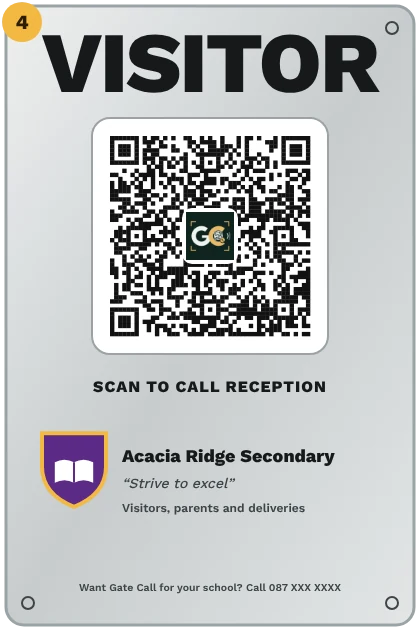 4
VISITOR
GC
SCAN TO CALL RECEPTION
Acacia Ridge Secondary
“Strive to excel”
Visitors, parents and deliveries
Want Gate Call for your school? Call 087 XXX XXXX